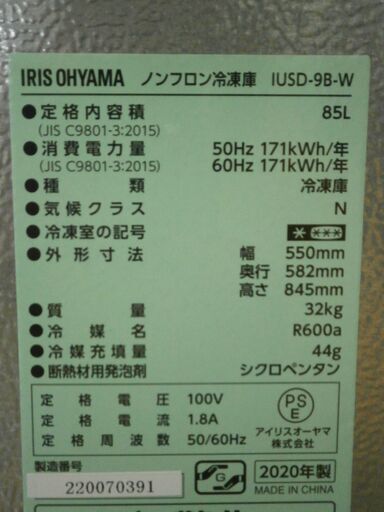 IRIS OHYAMA ノンフロン冷凍庫 IUSD-9B-W
●定格内容積 85L
(JIS C9801-3:2015)
●消費電力量 50Hz 171kWh/年
(JIS C9801-3:2015) 60Hz 171kWh/年
●種類 冷凍庫
●気候クラス N
●冷凍室の記号
●外形寸法 幅 550mm
奥行 582mm
高さ 845mm
●質量 32kg
●冷媒名 R600a
●冷媒充填量 44g
●断熱材用発泡剤 シクロペンタン
定格電圧 100V
定格電流 1.8A
定格周波数 50/60Hz
PS
E
アイリスオーヤマ
株式会社
製造番号
220070391
G
2020年製
MADE IN CHINA